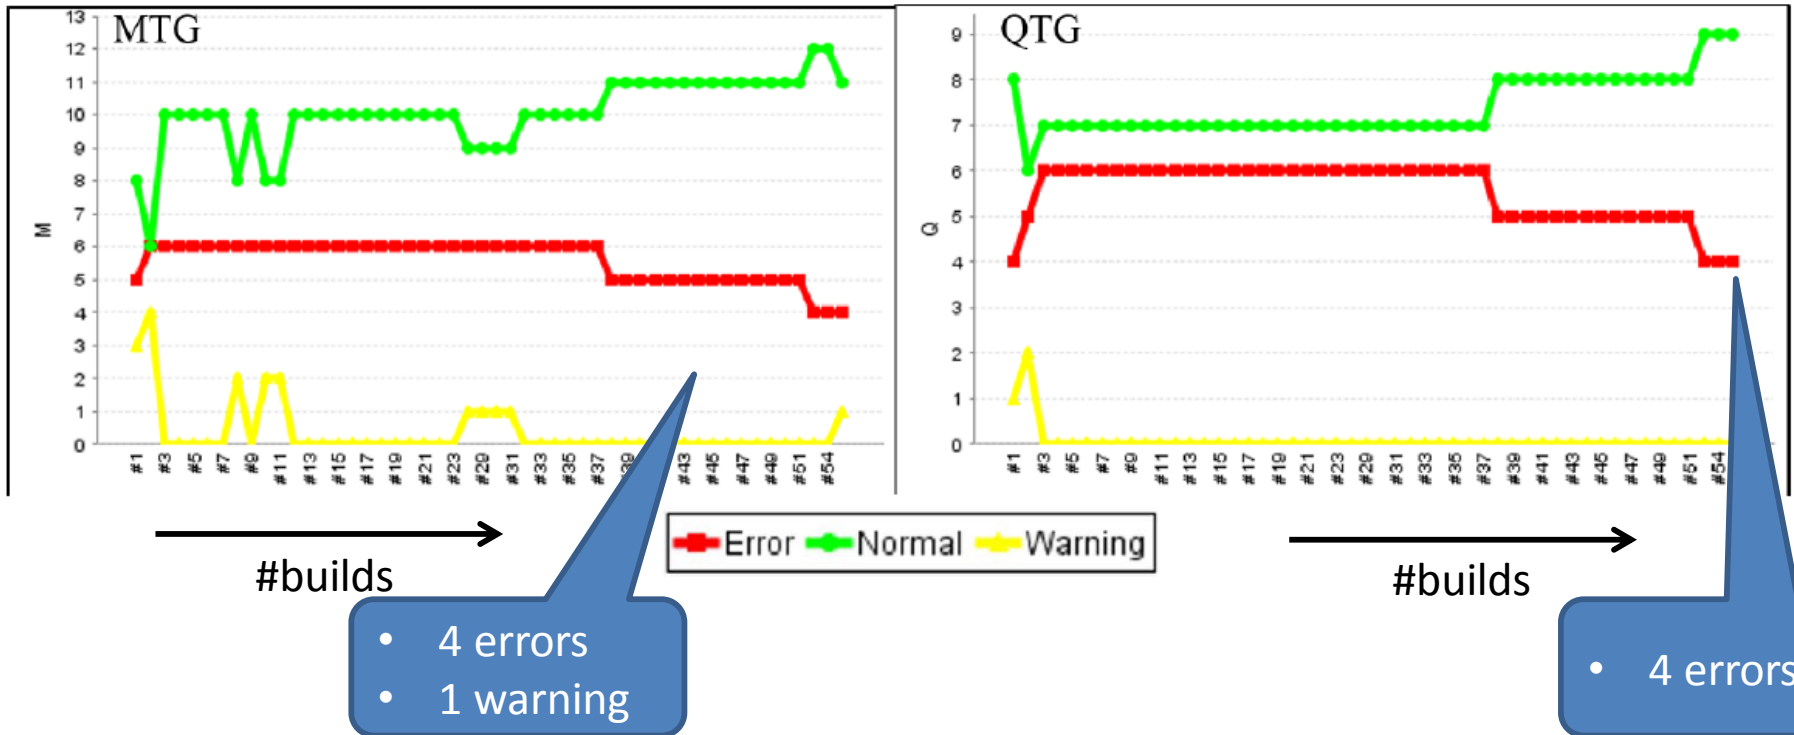 MTG
13
12
11
10
9
8
7
6
5
4
3
2
1
0
M
#1 #3 #5 #7 #9 #11 #13 #15 #17 #19 #21 #23 #29 #31 #33 #35 #37 #39 #43 #45 #47 #49 #51 #54
#builds
QTG
9
8
7
6
5
4
3
2
1
0
Q
#1 #3 #5 #7 #9 #11 #13 #15 #17 #19 #21 #23 #29 #31 #33 #35 #37 #39 #41 #43 #45 #47 #49 #51 #54
#builds
Error Normal Warning
• 4 errors
• 1 warning
• 4 errors